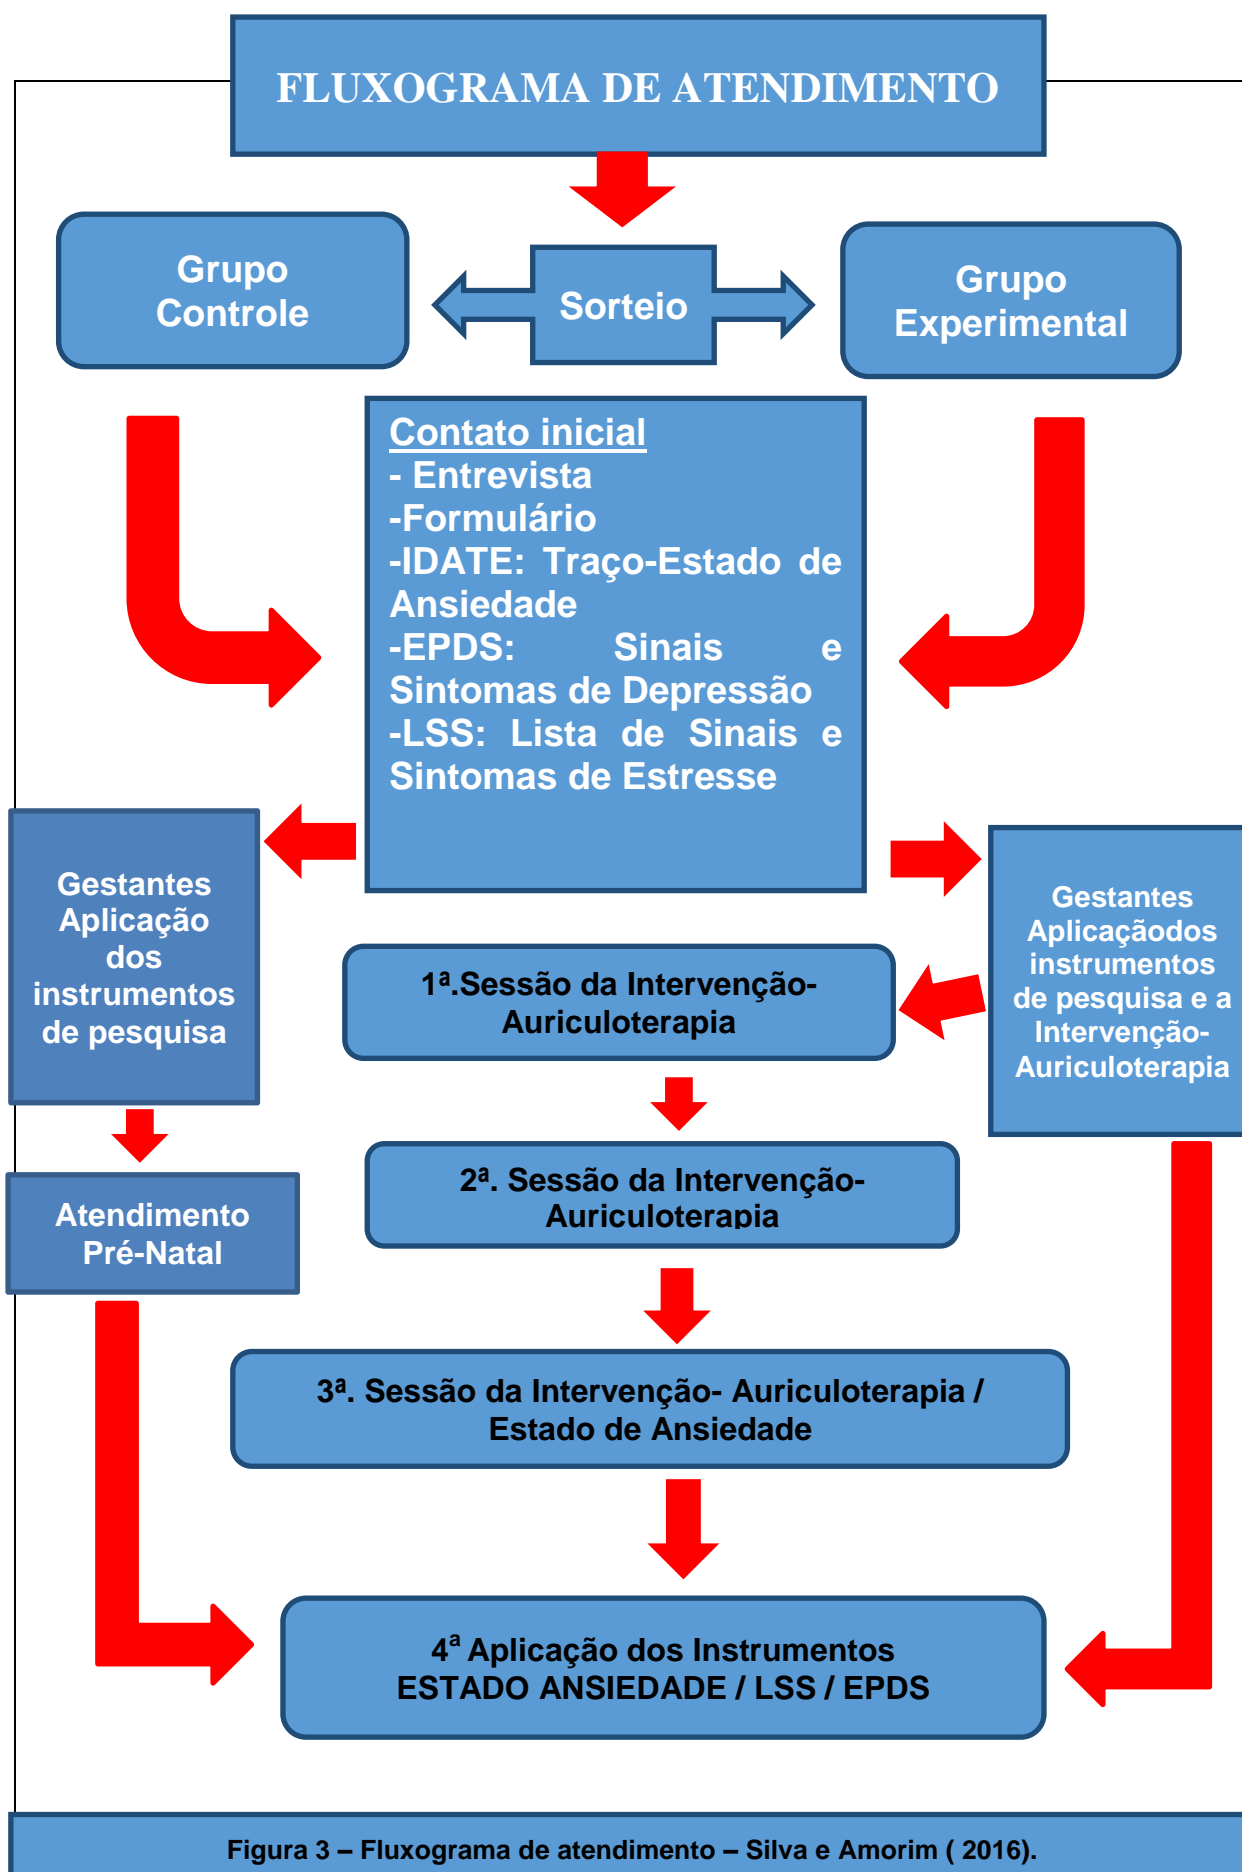 FLUXOGRAMA DE ATENDIMENTO
Grupo
Controle
Sorteio
Grupo
Experimental
Contato inicial
- Entrevista
-Formulário
-IDATE: Traço-Estado de
Ansiedade
-EPDS: Sinais e
Sintomas de Depressão
-LSS: Lista de Sinais e
Sintomas de Estresse
Gestantes
Aplicação
dos
instrumentos
de pesquisa
Gestantes
Aplicaçãodos
instrumentos
de pesquisa e a
Intervenção-
Auriculoterapia
1ª.Sessão da Intervenção-
Auriculoterapia
2ª. Sessão da Intervenção-
Auriculoterapia
Atendimento
Pré-Natal
3ª. Sessão da Intervenção- Auriculoterapia /
Estado de Ansiedade
4ª Aplicação dos Instrumentos
ESTADO ANSIEDADE / LSS / EPDS
Figura 3 – Fluxograma de atendimento – Silva e Amorim ( 2016).